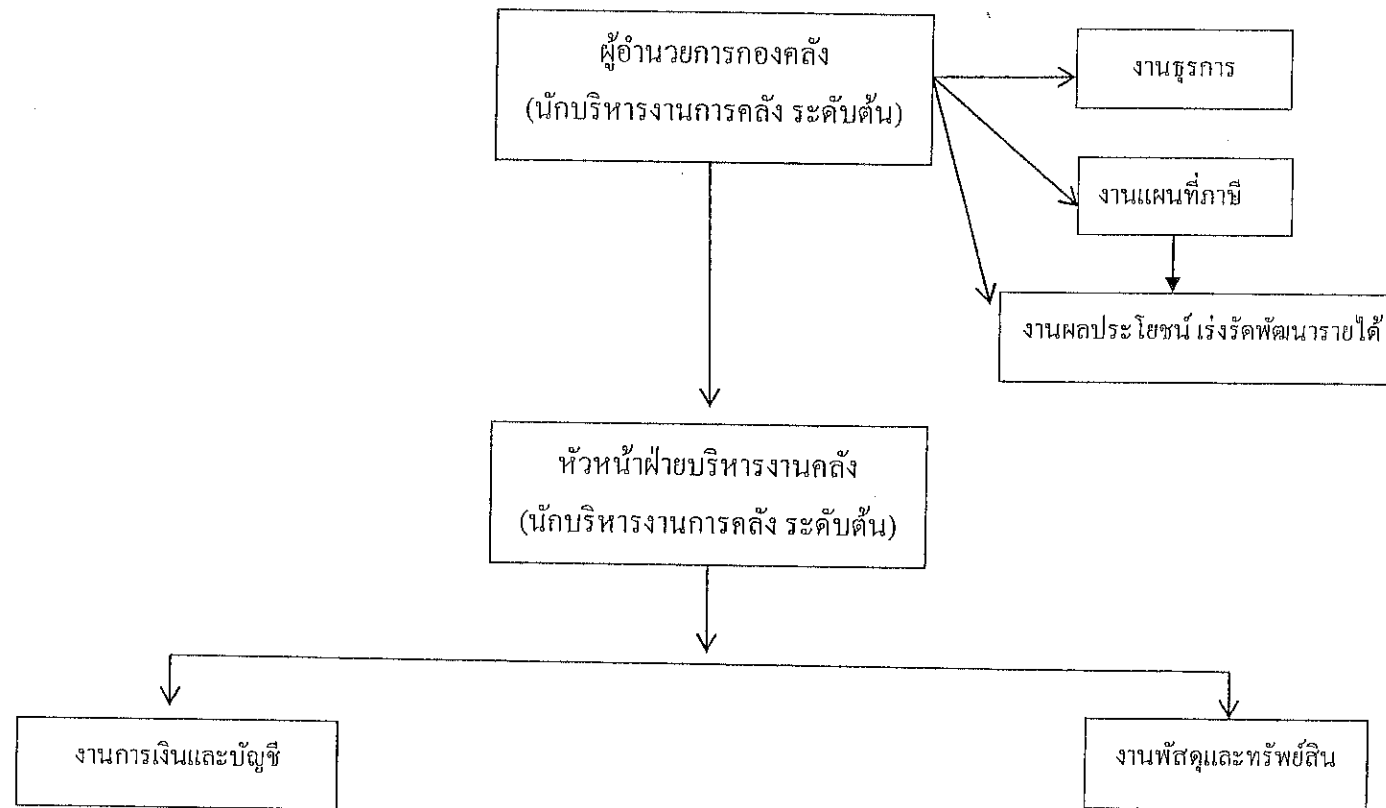 ผู้อำนวยการกองคลัง
(นักบริหารงานการคลัง ระดับต้น)
งานธุรการ
งานแผนที่ภาษี
งานผลประโยชน์ เร่งรัดพัฒนารายได้
หัวหน้าฝ่ายบริหารงานคลัง
(นักบริหารงานการคลัง ระดับต้น)
งานการเงินและบัญชี
งานพัสดุและทรัพย์สิน